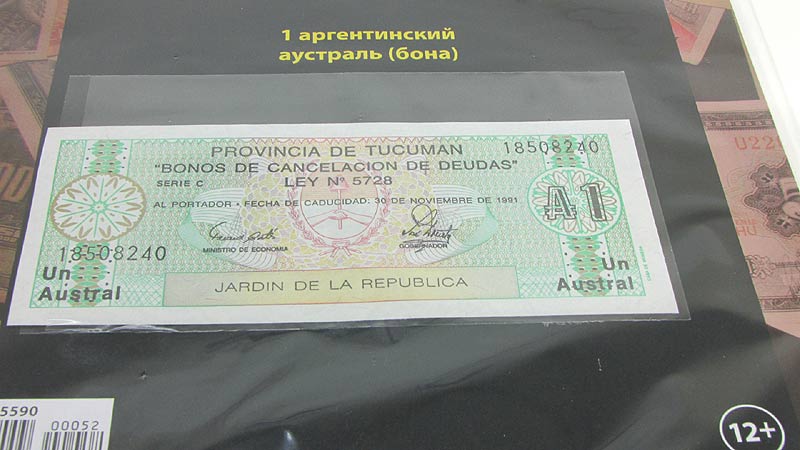 1 аргентинский
аустраль (бона)
PROVINCIA DE TUCUMAN
18508240
"BONOS DE CANCELACION DE DEUDAS"
SERIE C
LEY Nº 5728
AL PORTADOR - FECHA DE CADUCIDAD: 30 DE NOVIEMBRE DE 1991
A1
18508240
MINISTRO DE ECONOMIA
GOBERNADOR
Un
Austral
Un
Austral
JARDIN DE LA REPUBLICA
5590
00052
12+